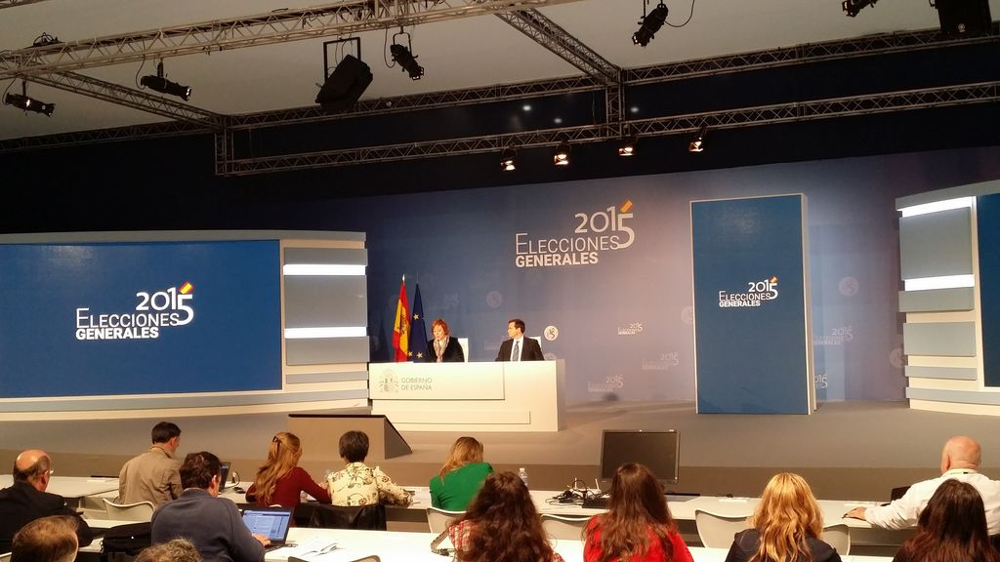 2015
ELECCIONES
GENERALES
2015
ELECCIONES
GENERALES
2015
ELECCIONES
GENERALES
GOBIERNO
DE ESPAÑA